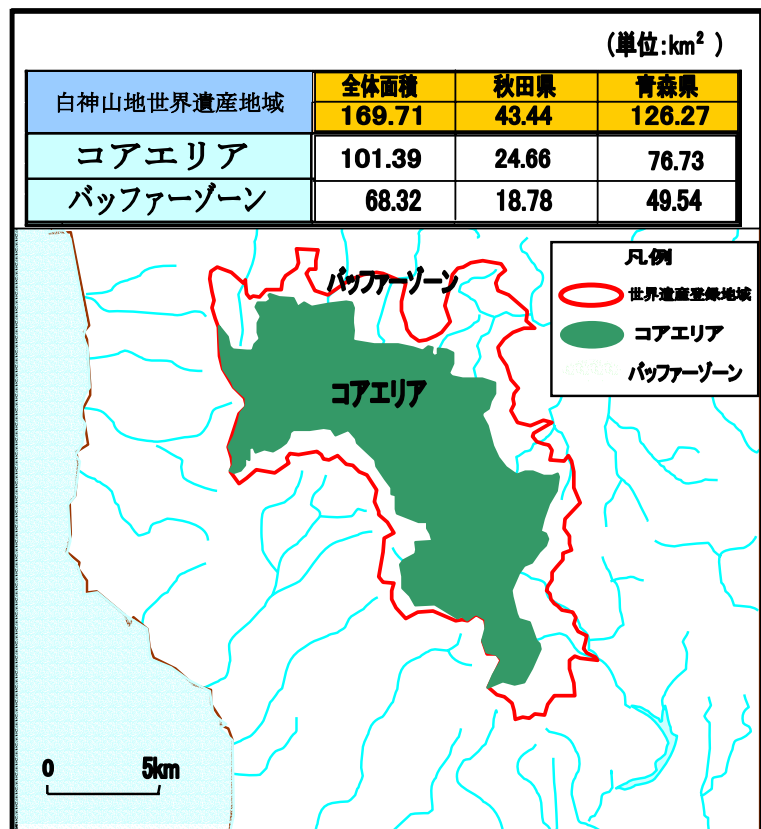 (単位:km² )
白神山地世界遺産地域 全体面積 秋田県 青森県
169.71 43.44 126.27
コアエリア 101.39 24.66 76.73
バッファーゾーン 68.32 18.78 49.54
凡例
世界遺産登録地域
コアエリア
バッファーゾーン
バッファーゾーン
コアエリア
0 5km